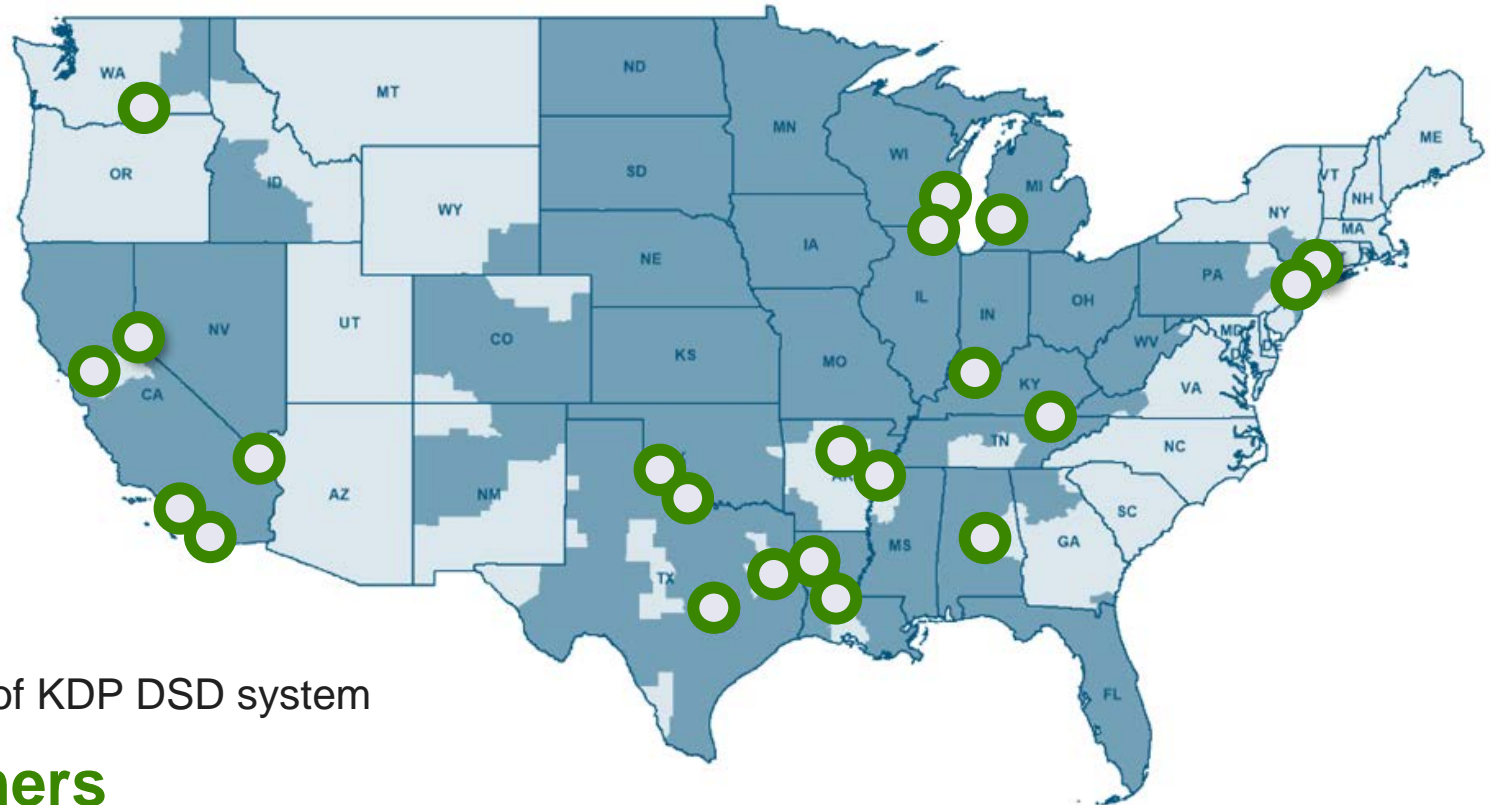 WA
MT
ND
MN
ME
OR
ID
SD
WI
MI
VT
NH
NY
MA
WY
NE
IA
PA
NV
UT
CO
IL
IN
OH
MD
DE
WV
CA
KS
MO
KY
VA
AZ
NM
TN
NC
AR
SC
TX
MS
GA
FL
of KDP DSD system
ners